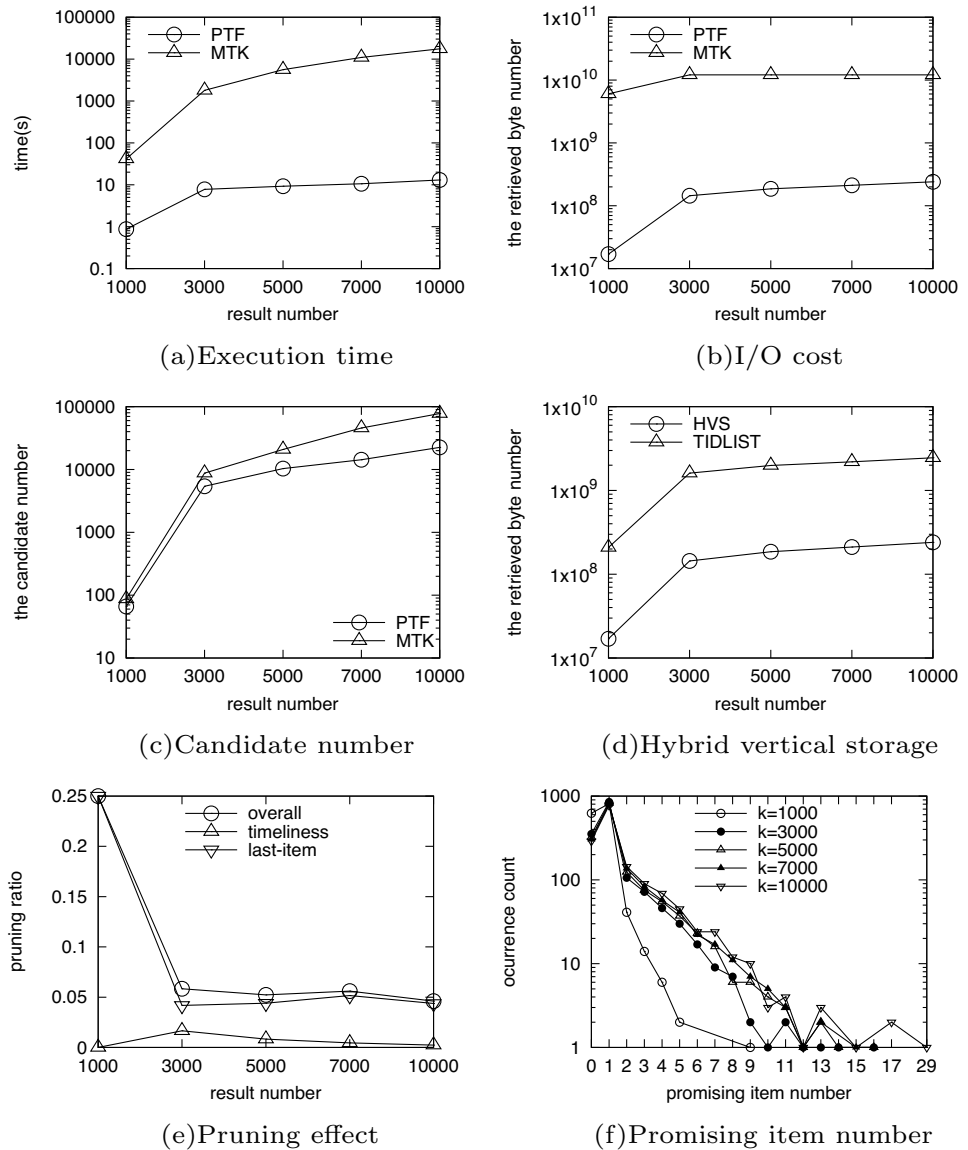 PTF
MTK
100000
10000
1000
100
10
1
0.1
time(s)
1000 3000 5000 7000 10000
result number
(a)Execution time
PTF
MTK
1x10^11
1x10^10
1x10^9
1x10^8
1x10^7
the retrieved byte number
1000 3000 5000 7000 10000
result number
(b)I/O cost
100000
10000
1000
100
10
the candidate number
PTF
MTK
1000 3000 5000 7000 10000
result number
(c)Candidate number
HVS
TIDLIST
1x10^10
1x10^9
1x10^8
1x10^7
the retrieved byte number
1000 3000 5000 7000 10000
result number
(d)Hybrid vertical storage
overall
timeliness
last-item
0.25
0.2
0.15
0.1
0.05
0
pruning ratio
1000 3000 5000 7000 10000
result number
(e)Pruning effect
k=1000
k=3000
k=5000
k=7000
k=10000
1000
100
10
1
ocurrence count
0 1 2 3 4 5 6 7 8 9 11 13 15 17 29
promising item number
(f)Promising item number